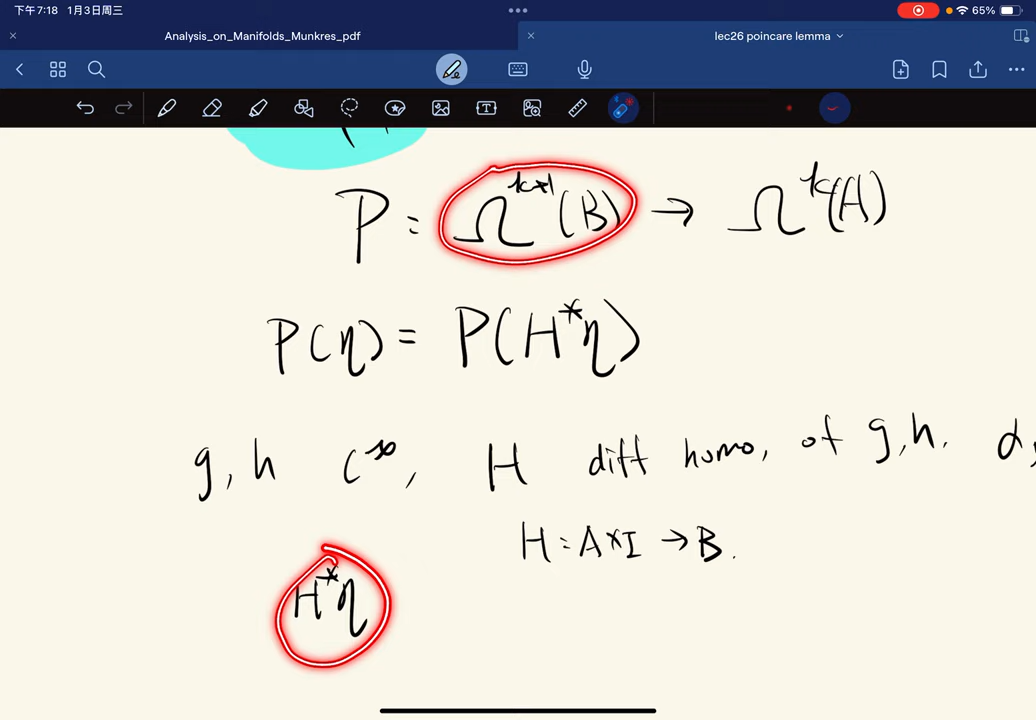 下午7:18 1月3日周三
65%
Analysis_on_Manifolds_Munkres_pdf
lec26 poincare lemma
P: Ω^{k+1}(B) → Ω^k(A)
P(η) = P(H*η)
g, h C^∞, H diff homo, of g, h.
H: A×I → B.
H*η